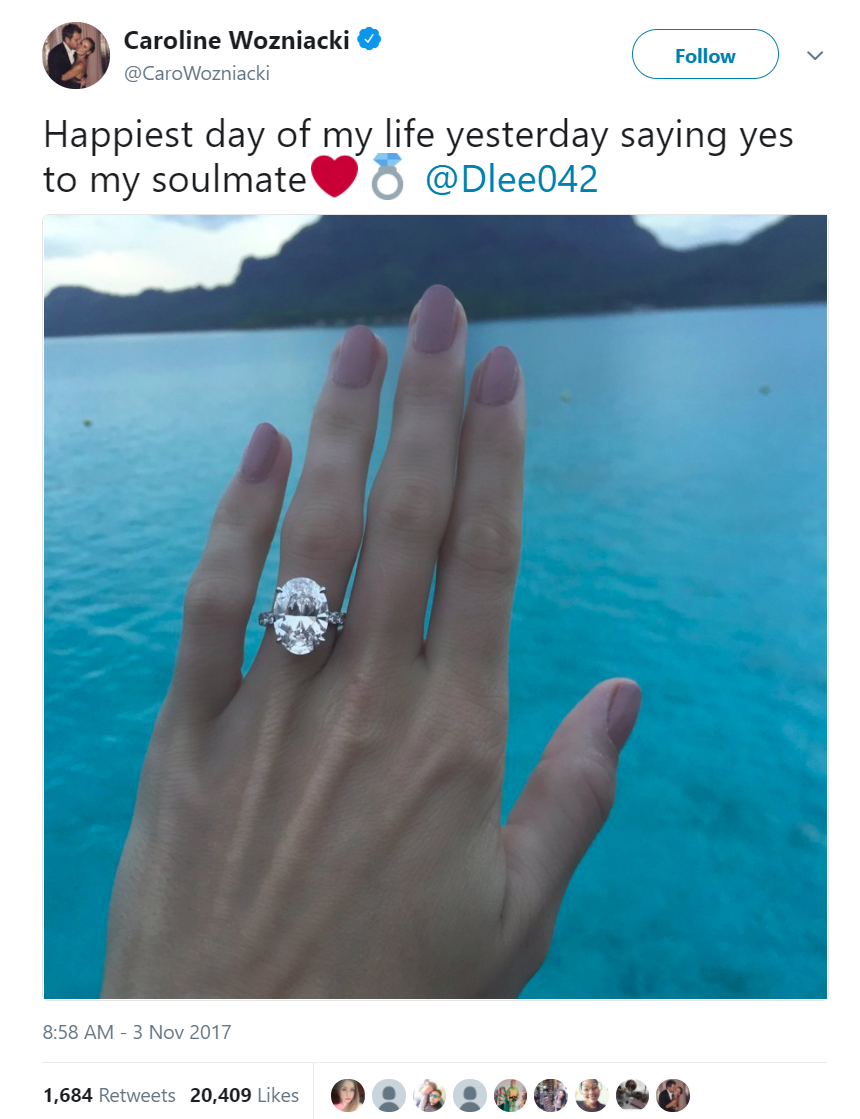 Caroline Wozniacki
@CaroWozniacki
Follow
Happiest day of my life yesterday saying yes
to my soulmate❤️💍 @Dlee042
8:58 AM - 3 Nov 2017
1,684 Retweets 20,409 Likes